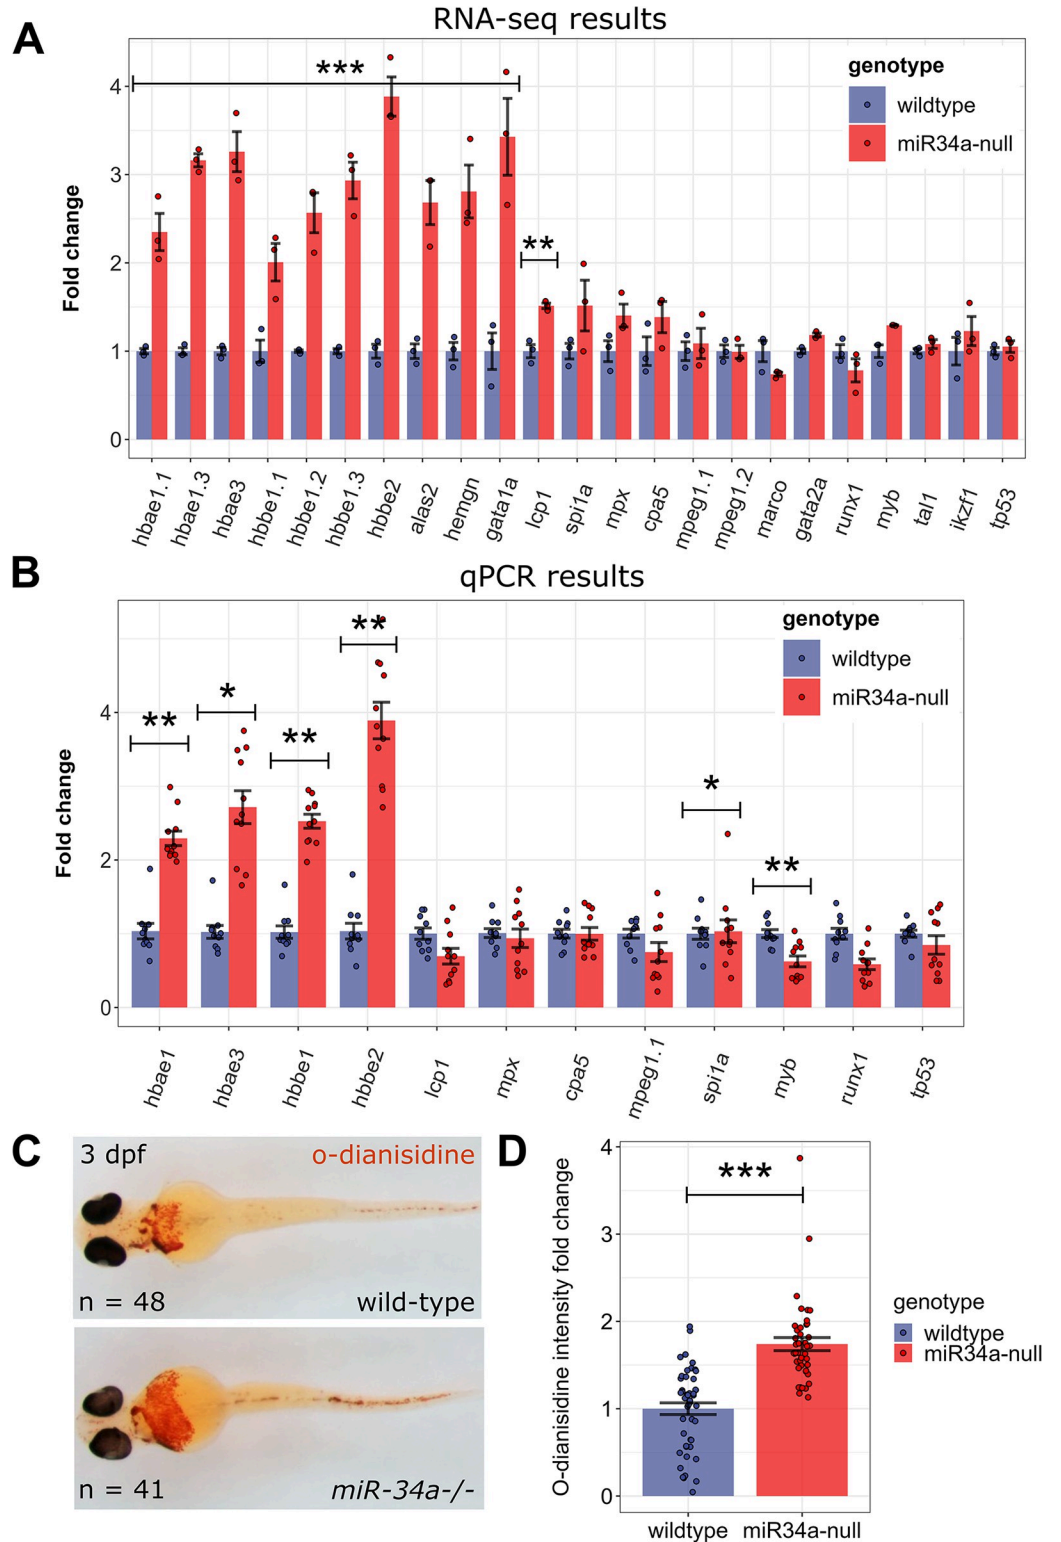 A
RNA-seq results
***
**
genotype
wildtype
miR34a-null
Fold change
4
3
2
1
0
hbae1.1
hbae1.3
hbae3
hbbe1.1
hbbe1.2
hbbe1.3
hbbe2
alas2
hemgn
gata1a
lcp1
spi1a
mpx
cpa5
mpeg1.1
mpeg1.2
marco
gata2a
runx1
myb
tal1
ikzf1
tp53
B
qPCR results
**
*
**
**
*
**
genotype
wildtype
miR34a-null
Fold change
4
2
0
hbae1
hbae3
hbbe1
hbbe2
lcp1
mpx
cpa5
mpeg1.1
spi1a
myb
runx1
tp53
C
3 dpf
o-dianisidine
n = 48
wild-type
n = 41
miR-34a-/-
D
O-dianisidine intensity fold change
4
3
2
1
0
***
wildtype
miR34a-null
genotype
wildtype
miR34a-null